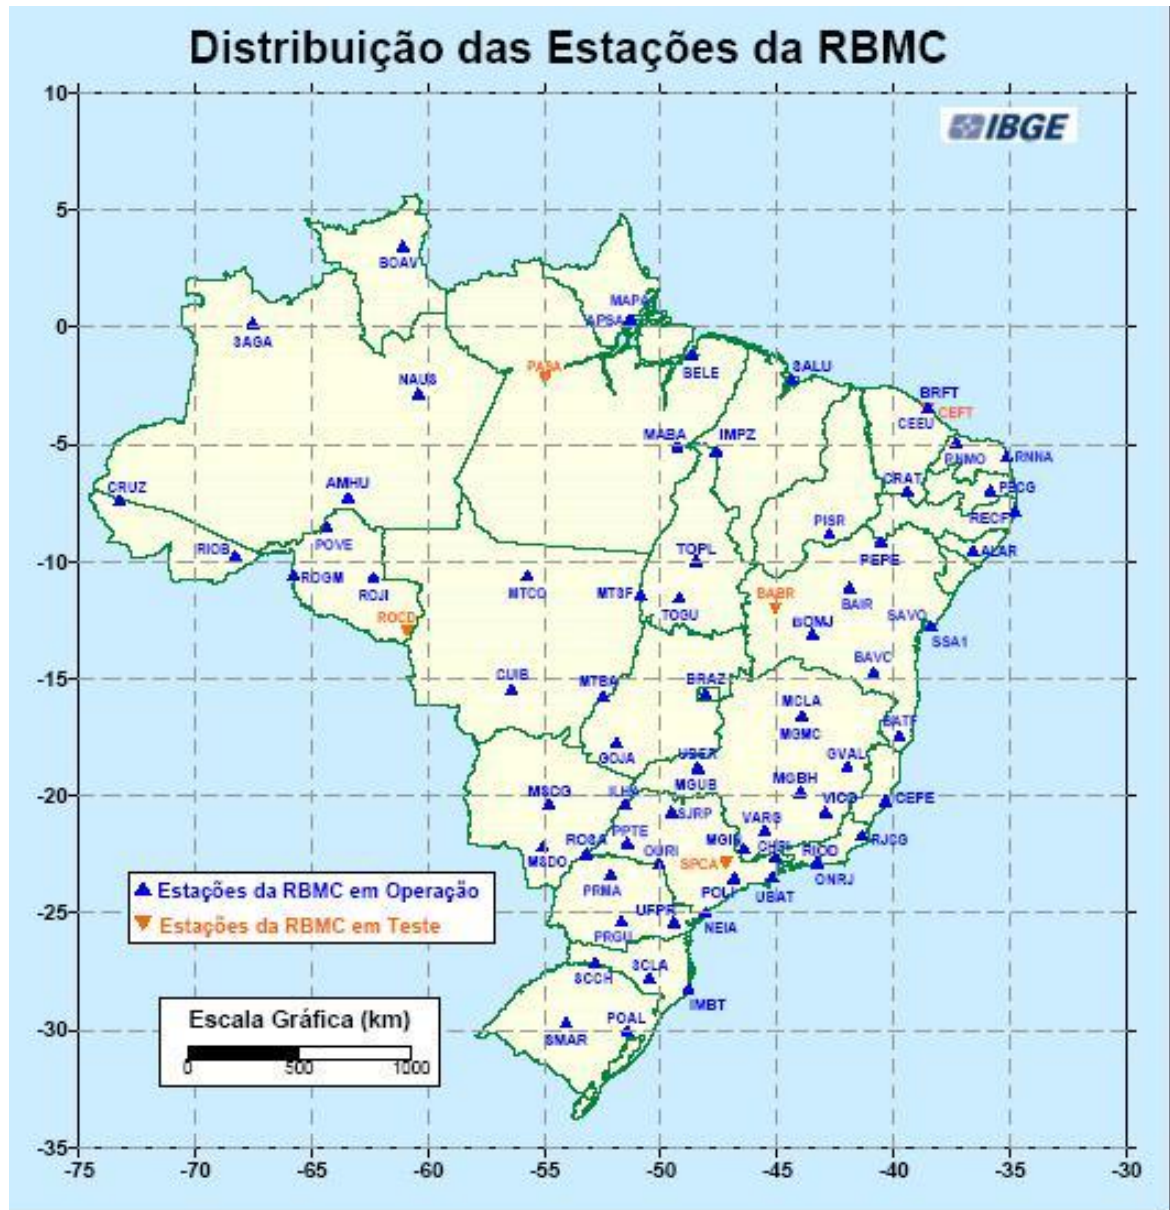 Distribuição das Estações da RBMC
10
IBGE
5
BOAV
MAPA
0
APSA
SAGA
PASA
BELE
SALU
NAUS
BRFT
CEFT
CEEU
-5
MABA
IMPZ
RNMO
RNNA
CRUZ
AMHU
CRAT
PBCG
PISR
RECF
RIOB
POVE
TOPL
PEPE
ALAR
-10
ROGM
ROJI
MTCO
MTSF
TOGU
BABR
BAIR
SAVO
ROCD
BOMJ
SSA1
BAVC
-15
CUIB
MTBA
BRAZ
MCLA
BATF
MGMC
GOJA
UBER
GVAL
MGUB
MGBH
-20
MSCG
ILHA
VICO
CEFE
SJRP
VARG
PPTE
MGIN
RJCG
ROSA
OURI
CHPI
RIOD
MSDO
SPCA
ONRJ
Estações da RBMC em Operação
PRMA
POLI
UBAT
-25
UFPR
NEIA
Estações da RBMC em Teste
PRGU
SCCH
SCLA
IMBT
Escala Gráfica (km)
POAL
-30
SMAR
0 500 1000
-35
-75 -70 -65 -60 -55 -50 -45 -40 -35 -30